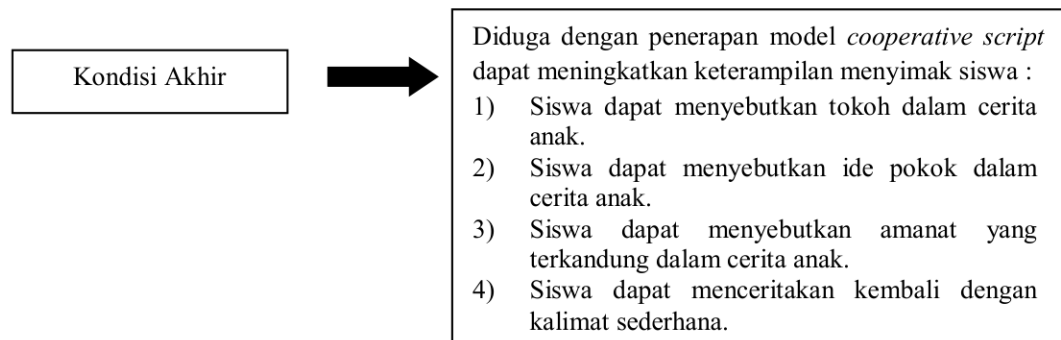 Kondisi Akhir
Diduga dengan penerapan model cooperative script
dapat meningkatkan keterampilan menyimak siswa :
1) Siswa dapat menyebutkan tokoh dalam cerita
anak.
2) Siswa dapat menyebutkan ide pokok dalam
cerita anak.
3) Siswa dapat menyebutkan amanat yang
terkandung dalam cerita anak.
4) Siswa dapat menceritakan kembali dengan
kalimat sederhana.